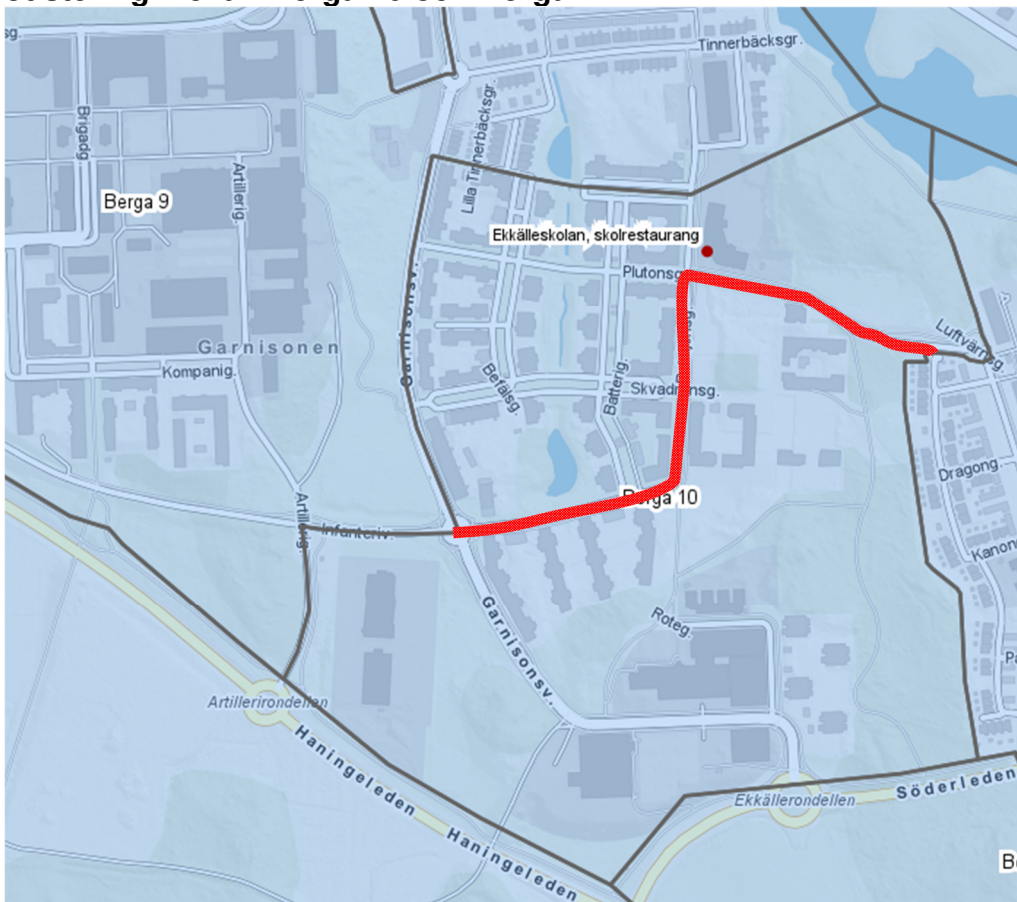 Tinnerbäcksgr.
Lilla Tinnerbäcksgr.
Brigadg.
Artillerig.
Berga 9
Ekkälleskolan, skolrestaurang
Plutonsg.
Garnisonsv.
Luftvärnsg.
Garnisonen
Kompanig.
Befälsg.
Batterig.
Skvadronsg.
Berga 10
Dragong.
Artillerig.
Infanteriv.
Garnisonsv.
Roteg.
Artillerirondellen
Haningeleden
Haningeleden
Ekkällerondellen
Söderleden